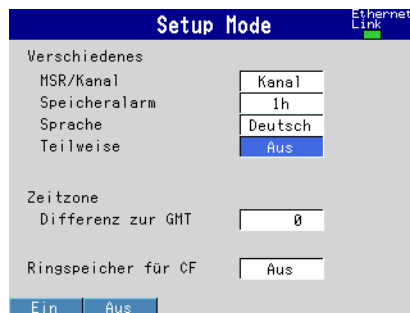 Setup Mode
Ethernet
Link
Verschiedenes
MSR/Kanal Kanal
Speicheralarm 1h
Sprache Deutsch
Teilweise Aus
Zeitzone
Differenz zur GMT 0
Ringspeicher für CF Aus
Ein Aus